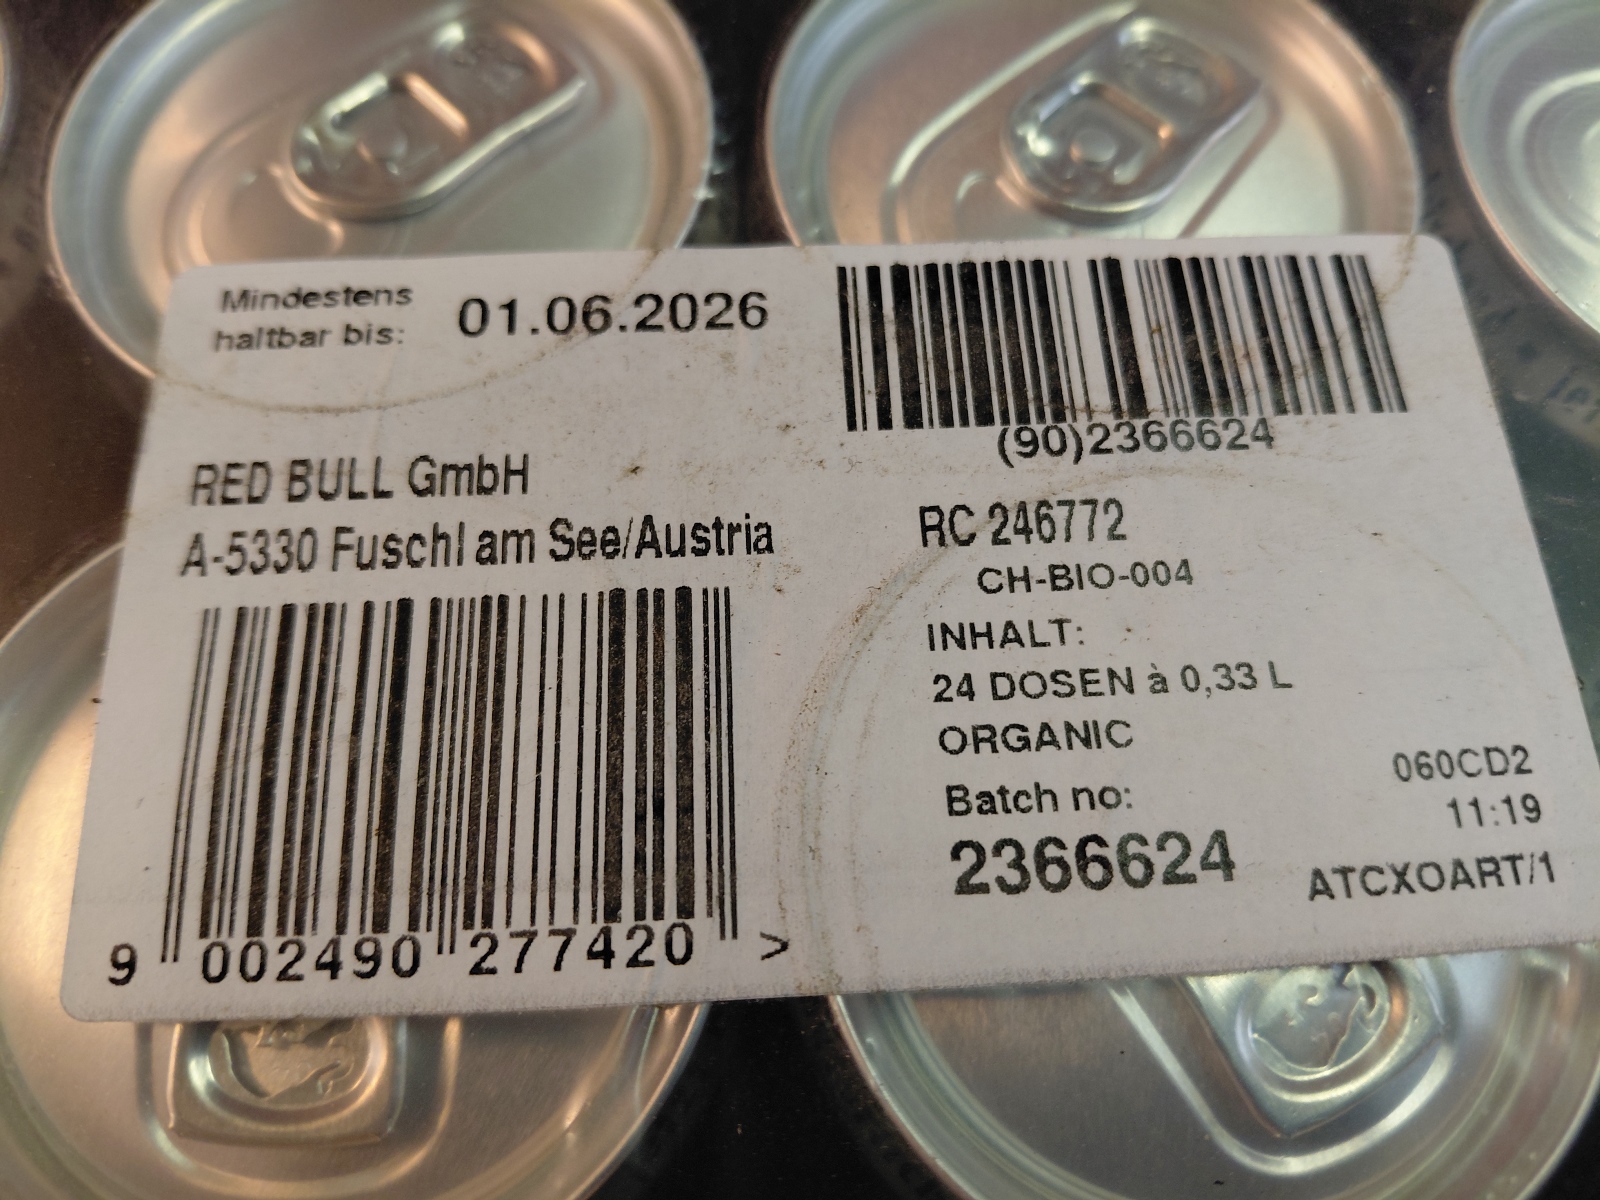 Mindestens
haltbar bis: 01.06.2026
(90)2366624
RED BULL GmbH
A-5330 Fuschl am See/Austria
9 002490 277420 >
RC 246772
CH-BIO-004
INHALT:
24 DOSEN à 0,33 L
ORGANIC
Batch no:
2366624
060CD2
11:19
ATCXOART/1